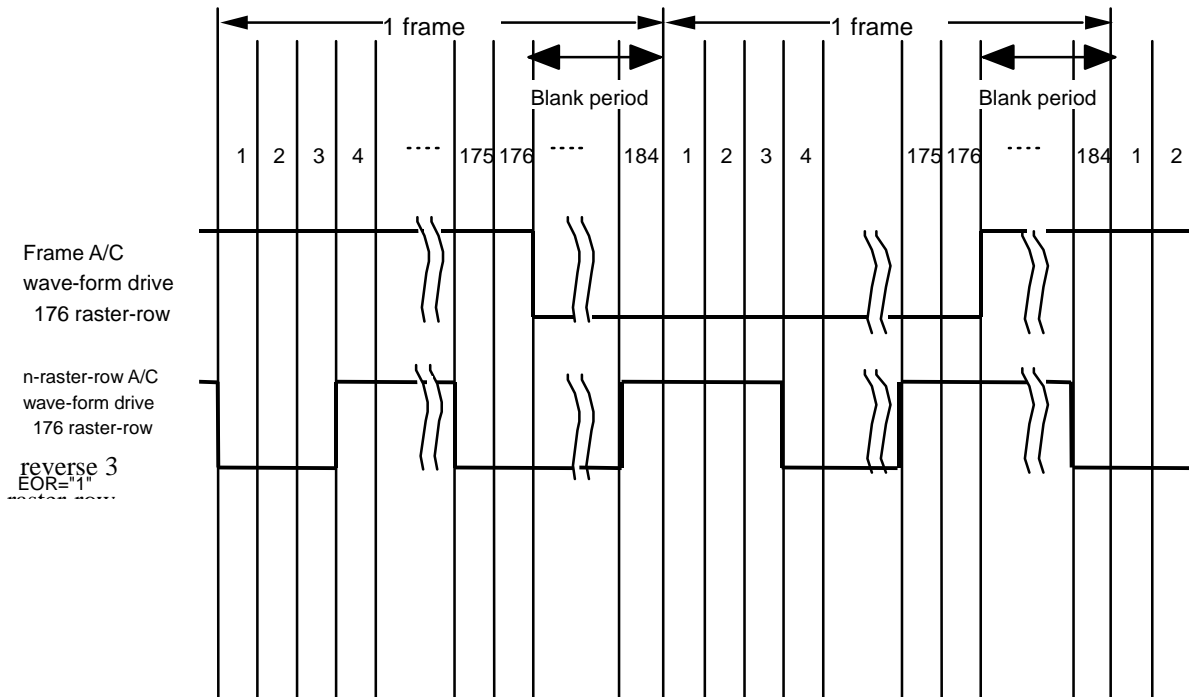 1 frame 1 frame
Blank period Blank period
1 2 3 4 ···· 175 176 ···· 184 1 2 3 4 175 176 ···· 184 1 2
Frame A/C
wave-form drive
176 raster-row
n-raster-row A/C
wave-form drive
176 raster-row
reverse 3
EOR="1"